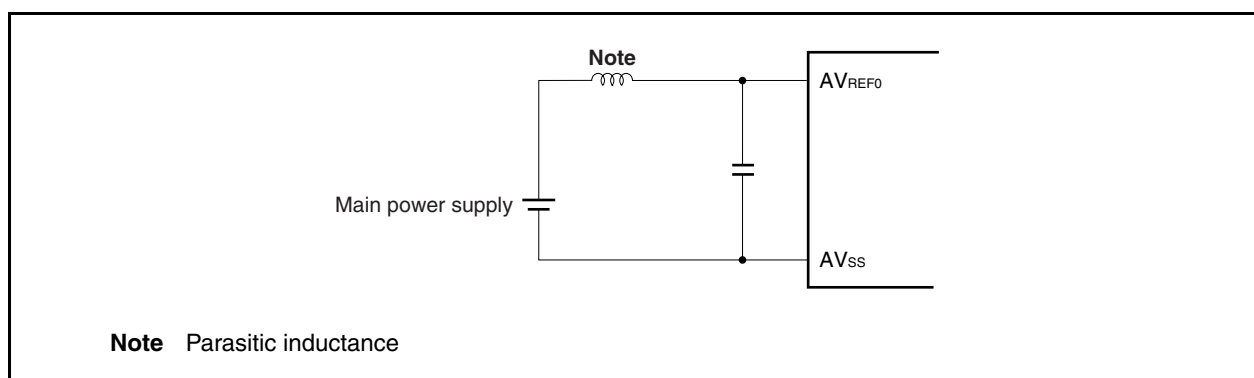 Note
AVREF0
Main power supply
AVSS
Note Parasitic inductance